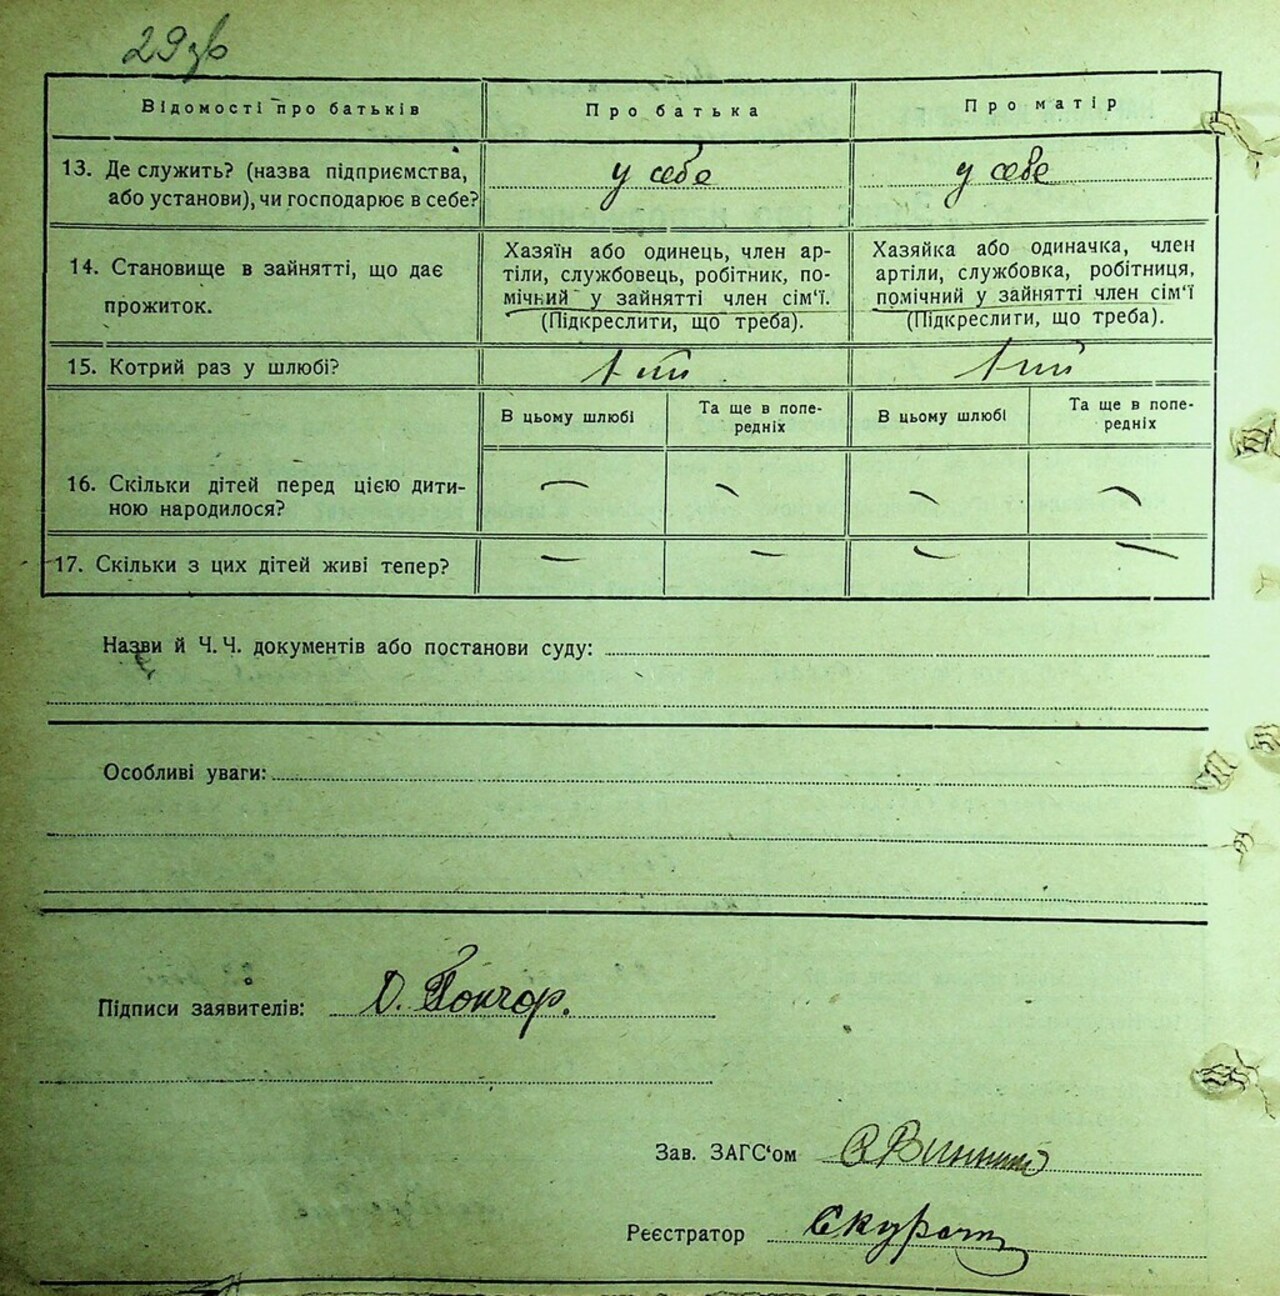 29зв
Відомості про батьків Про батька Про матір
13. Де служить? (назва підприємства, або установи), чи господарює в себе? у себе у себе
14. Становище в зайнятті, що дає прожиток.
Хазяїн або одинець, член ар-
тіли, службовець, робітник, по-
мічний у зайнятті член сім‘ї.
(Підкреслити, що треба).
Хазяйка або одиначка, член
артіли, службовка, робітниця,
помічний у зайнятті член сім‘ї
(Підкреслити, що треба).
15. Котрий раз у шлюбі? 1 ий 1 ий
В цьому шлюбі Та ще в попе-
редніх В цьому шлюбі Та ще в попе-
редніх
16. Скільки дітей перед цією дити-
ною народилося? — — — —
17. Скільки з цих дітей живі тепер? — — — —
Назви й Ч. Ч. документів або постанови суду:
Особливі уваги:
Підписи заявителів: Гончар.
Зав. ЗАГС‘ом
Реєстратор Скурат